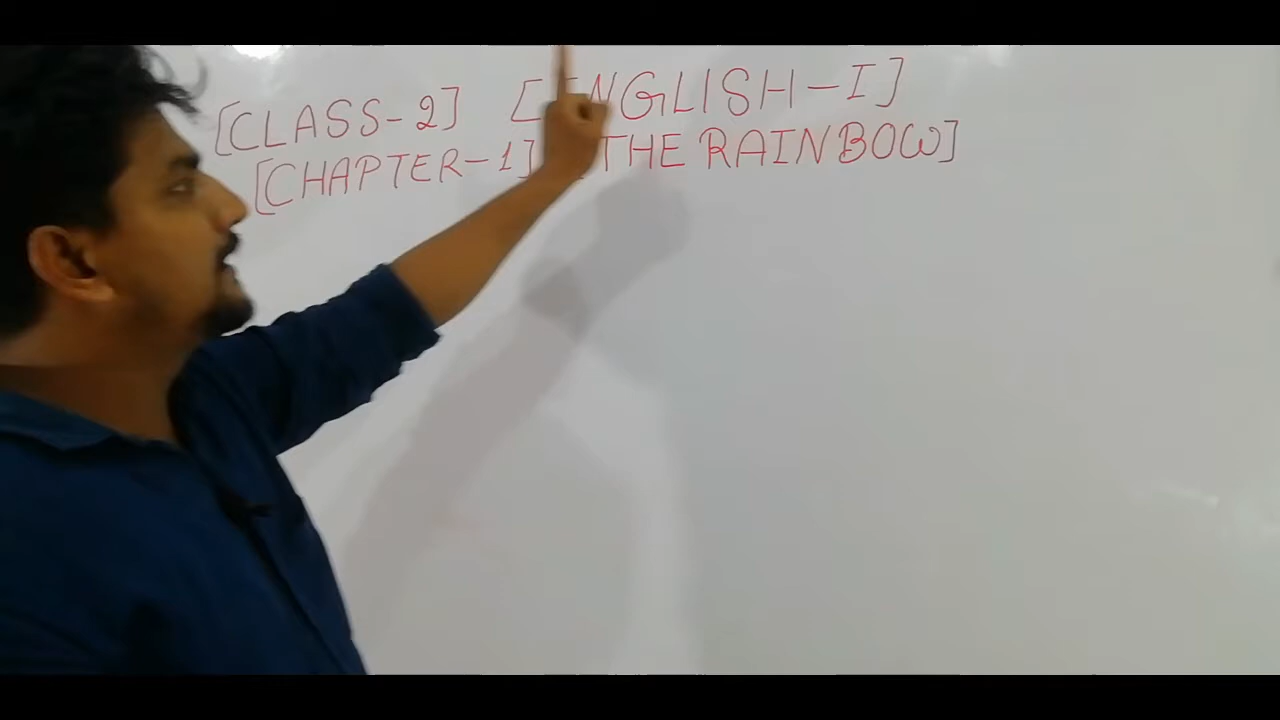 [CLASS-2] [ENGLISH-I]
[CHAPTER-1] [THE RAINBOW]